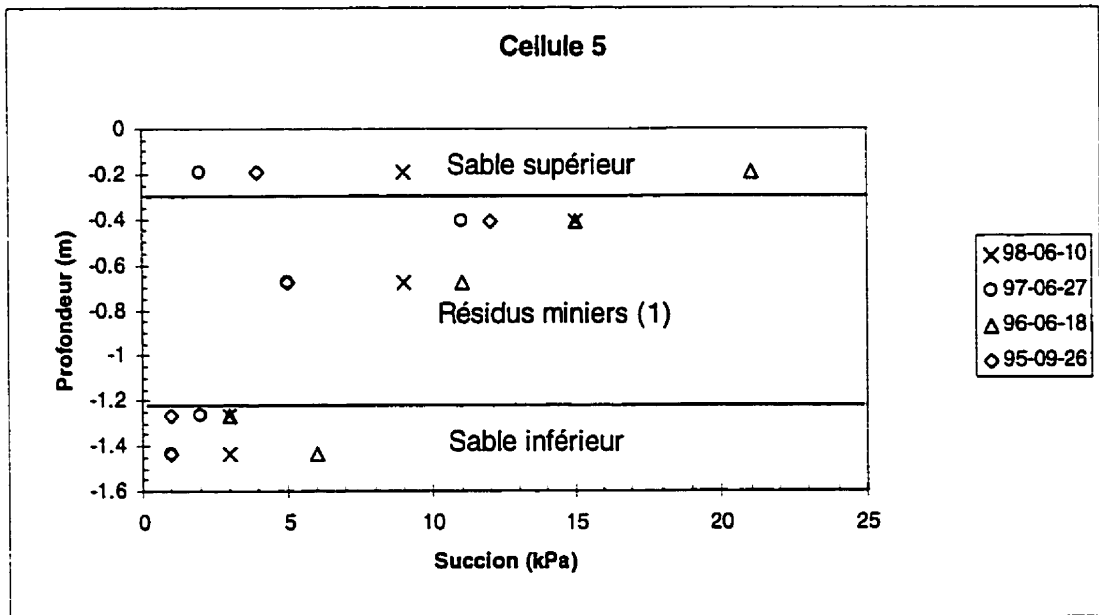 Cellule 5
0
Sable supérieur
-0.2
-0.4
-0.6
-0.8
Résidus miniers (1)
-1
-1.2
-1.4
Sable inférieur
-1.6
0 5 10 15 20 25
Profondeur (m)
Succion (kPa)
98-06-10
97-06-27
96-06-18
95-09-26